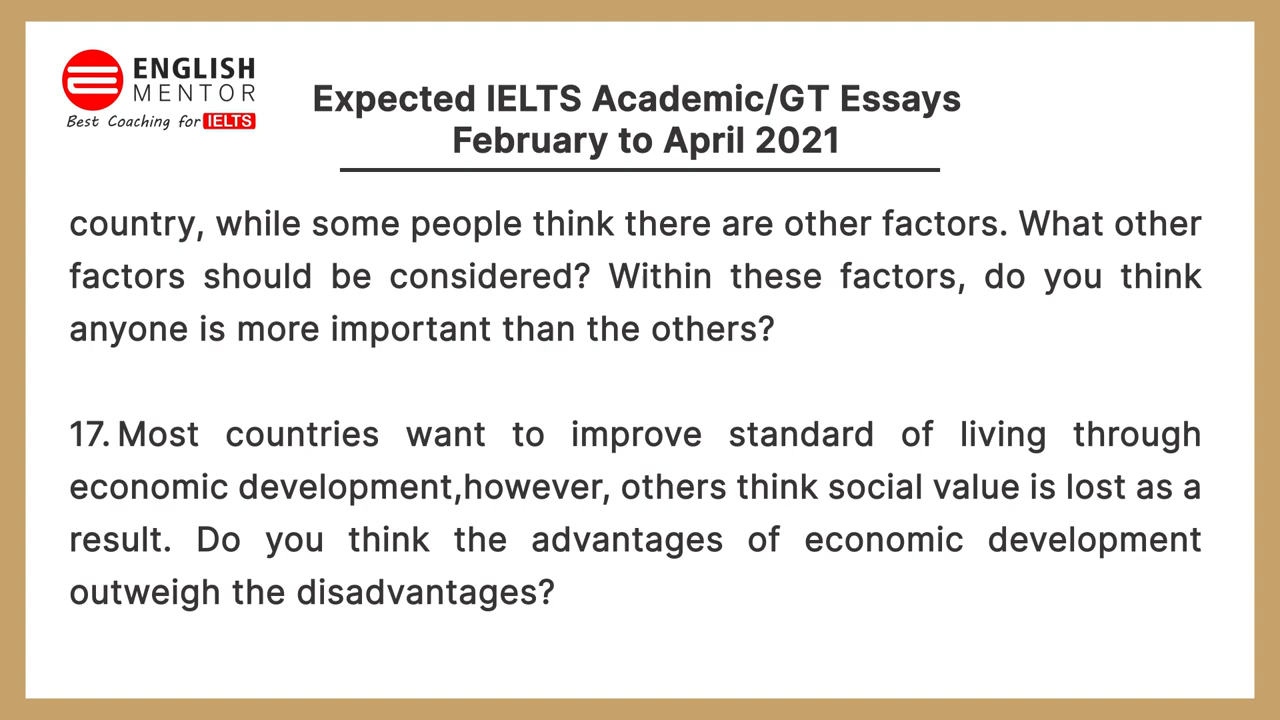 ENGLISH
MENTOR
Best Coaching for IELTS
Expected IELTS Academic/GT Essays
February to April 2021
country, while some people think there are other factors. What other
factors should be considered? Within these factors, do you think
anyone is more important than the others?
17. Most countries want to improve standard of living through
economic development,however, others think social value is lost as a
result. Do you think the advantages of economic development
outweigh the disadvantages?